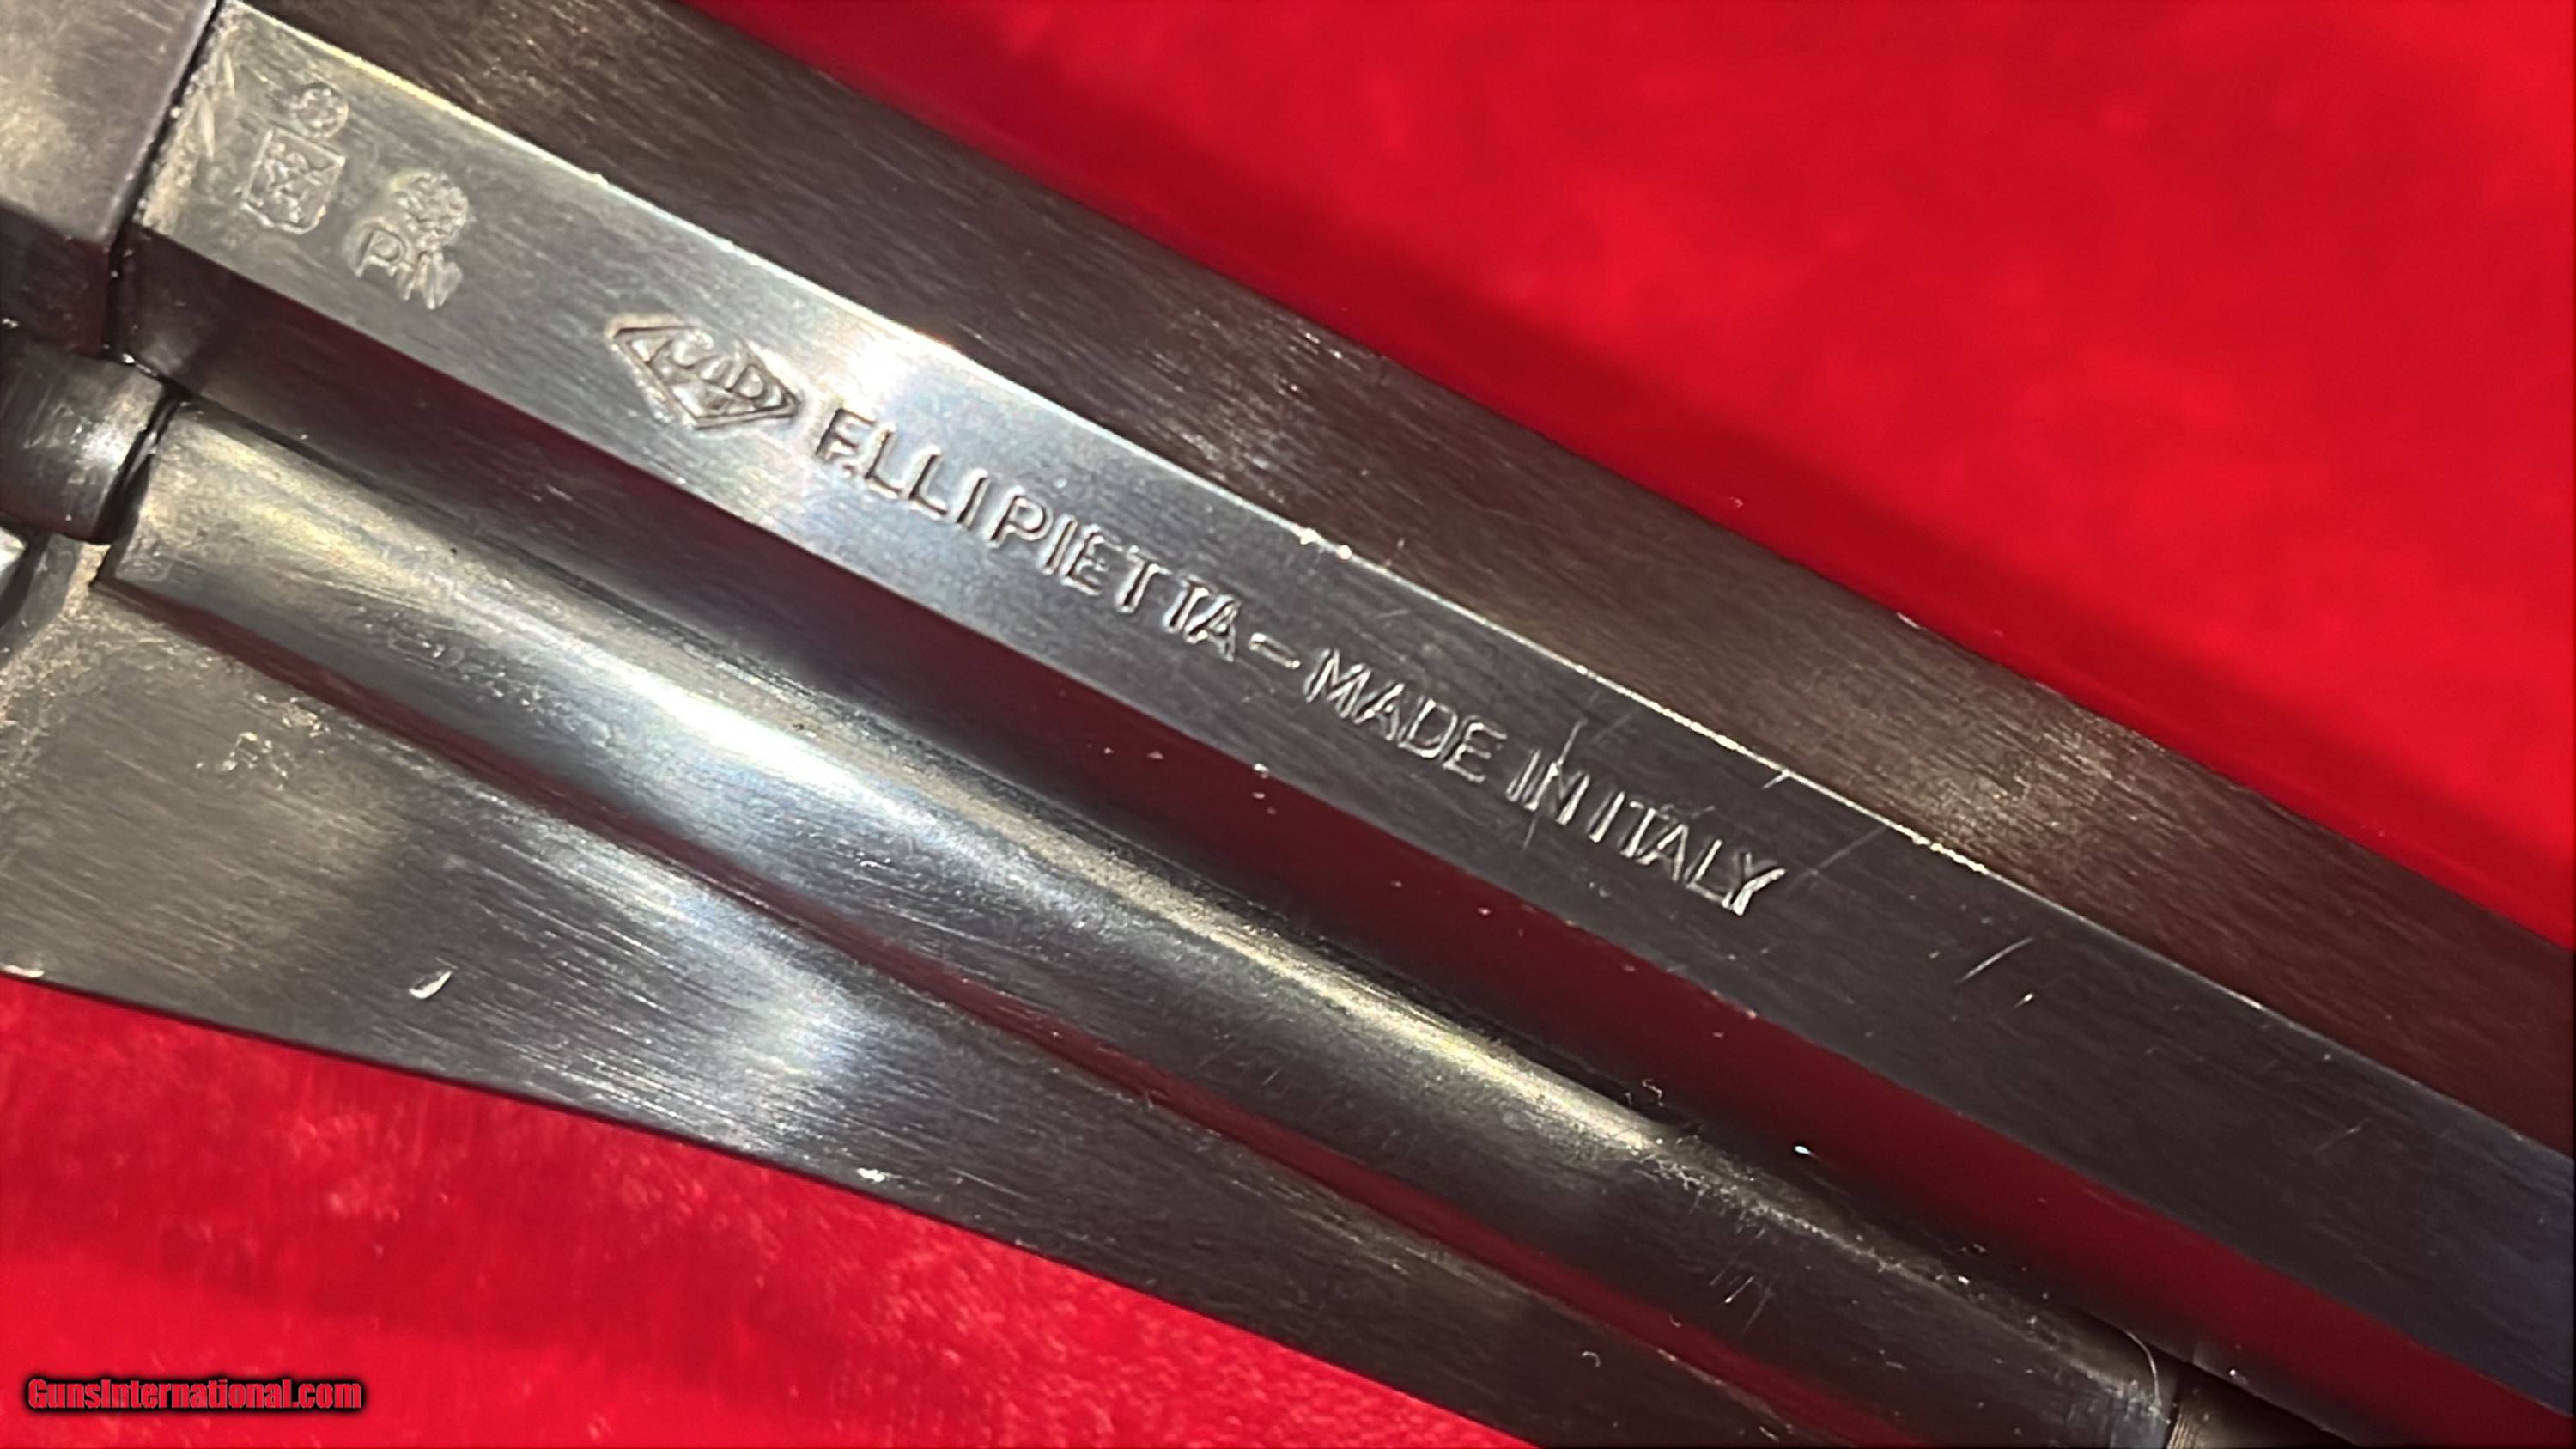 PN
F.LLI PIETTA – MADE IN ITALY
GunsInternational.com